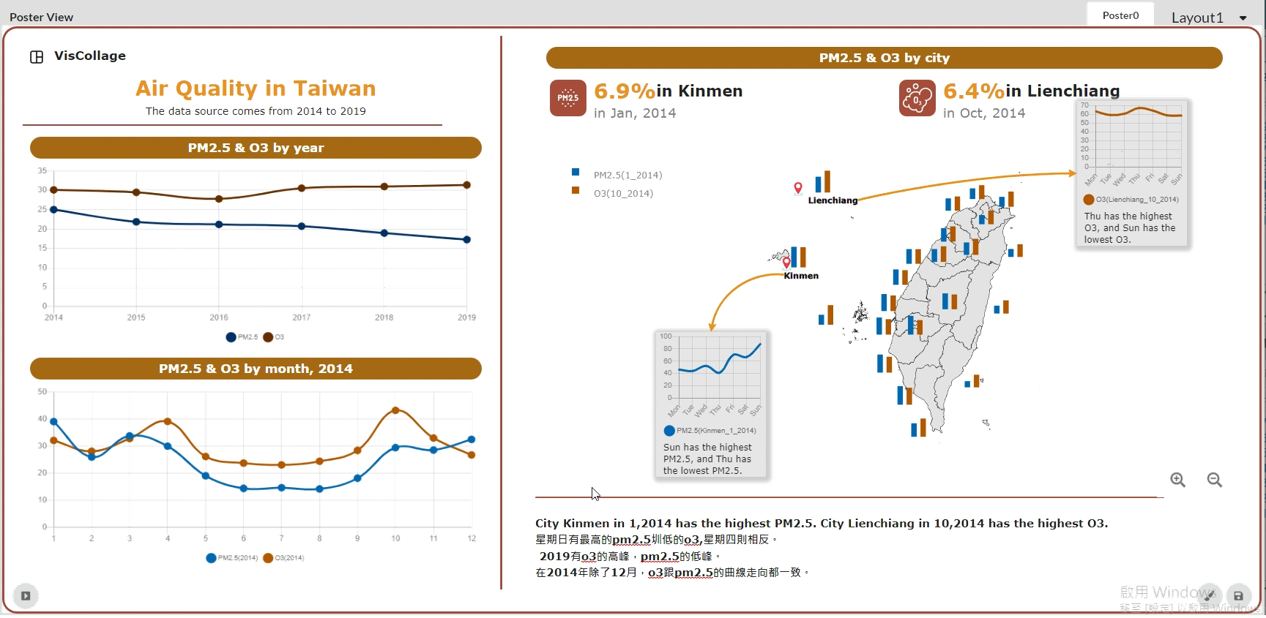 Poster View
Poster0
Layout1
VisCollage
Air Quality in Taiwan
The data source comes from 2014 to 2019
PM2.5 & O3 by year
35
30
25
20
15
10
5
0
2014 2015 2016 2017 2018 2019
PM2.5 O3
PM2.5 & O3 by month, 2014
50
40
30
20
10
0
1 2 3 4 5 6 7 8 9 10 11 12
PM2.5(2014) O3(2014)
PM2.5 & O3 by city
PM2.5
6.9% in Kinmen
in Jan, 2014
O3
6.4% in Lienchiang
in Oct, 2014
PM2.5(1_2014)
O3(10_2014)
Lienchiang
Kinmen
70
60
50
40
30
20
10
0
Mon Tue Wed Thu Fri Sat Sun
O3(Lienchiang_10_2014)
Thu has the highest
O3, and Sun has the
lowest O3.
100
80
60
40
20
0
Mon Tue Wed Thu Fri Sat Sun
PM2.5(Kinmen_1_2014)
Sun has the highest
PM2.5, and Thu has
the lowest PM2.5.
City Kinmen in 1,2014 has the highest PM2.5. City Lienchiang in 10,2014 has the highest O3.
星期日有最高的pm2.5圳低的o3,星期四則相反。
2019有o3的高峰，pm2.5的低峰。
在2014年除了12月，o3跟pm2.5的曲線走向都一致。
啟用 Windows
移至 [設定] 以啟用 Windows